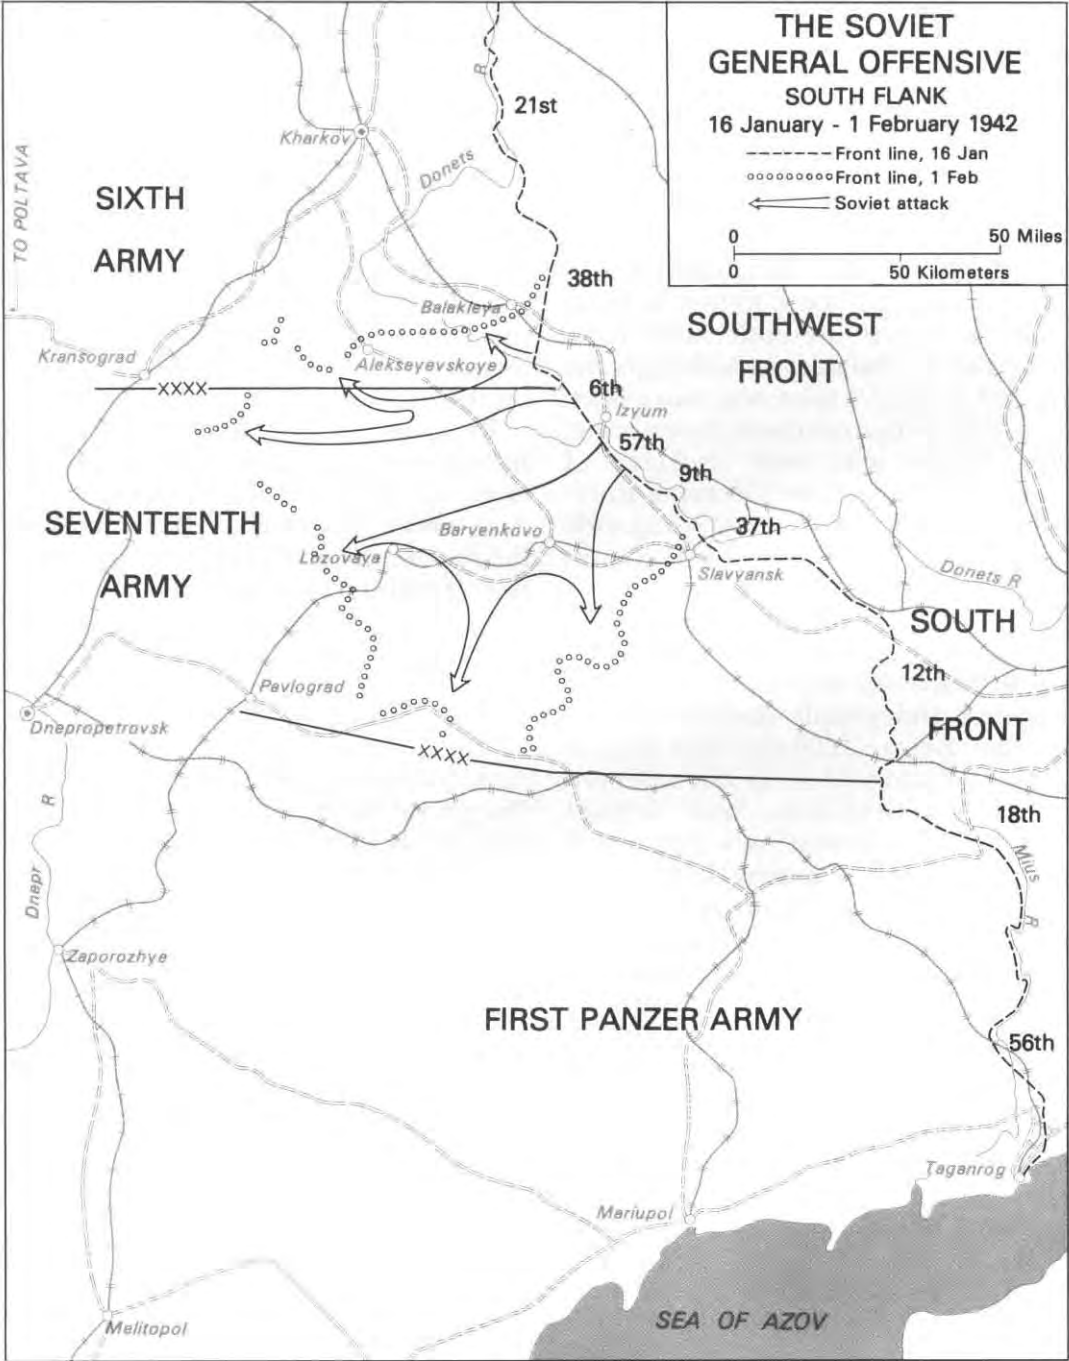 THE SOVIET
GENERAL OFFENSIVE
SOUTH FLANK
16 January - 1 February 1942
Front line, 16 Jan
Front line, 1 Feb
Soviet attack
0 50 Miles
0 50 Kilometers
R
21st
Kharkov
Donets
TO POLTAVA
SIXTH
ARMY
38th
Balakleya
SOUTHWEST
FRONT
Kransograd
Alekseyevskoye
XXXX
6th
Izyum
57th
9th
SEVENTEENTH
ARMY
37th
Barvenkovo
Lozovaya
Slavyansk
Donets R
SOUTH
12th
Pavlograd
FRONT
Dnepropetrovsk
XXXX
18th
Mius R
Dnepr R
Zaporozhye
FIRST PANZER ARMY
56th
Taganrog
Mariupol
Melitopol
SEA OF AZOV